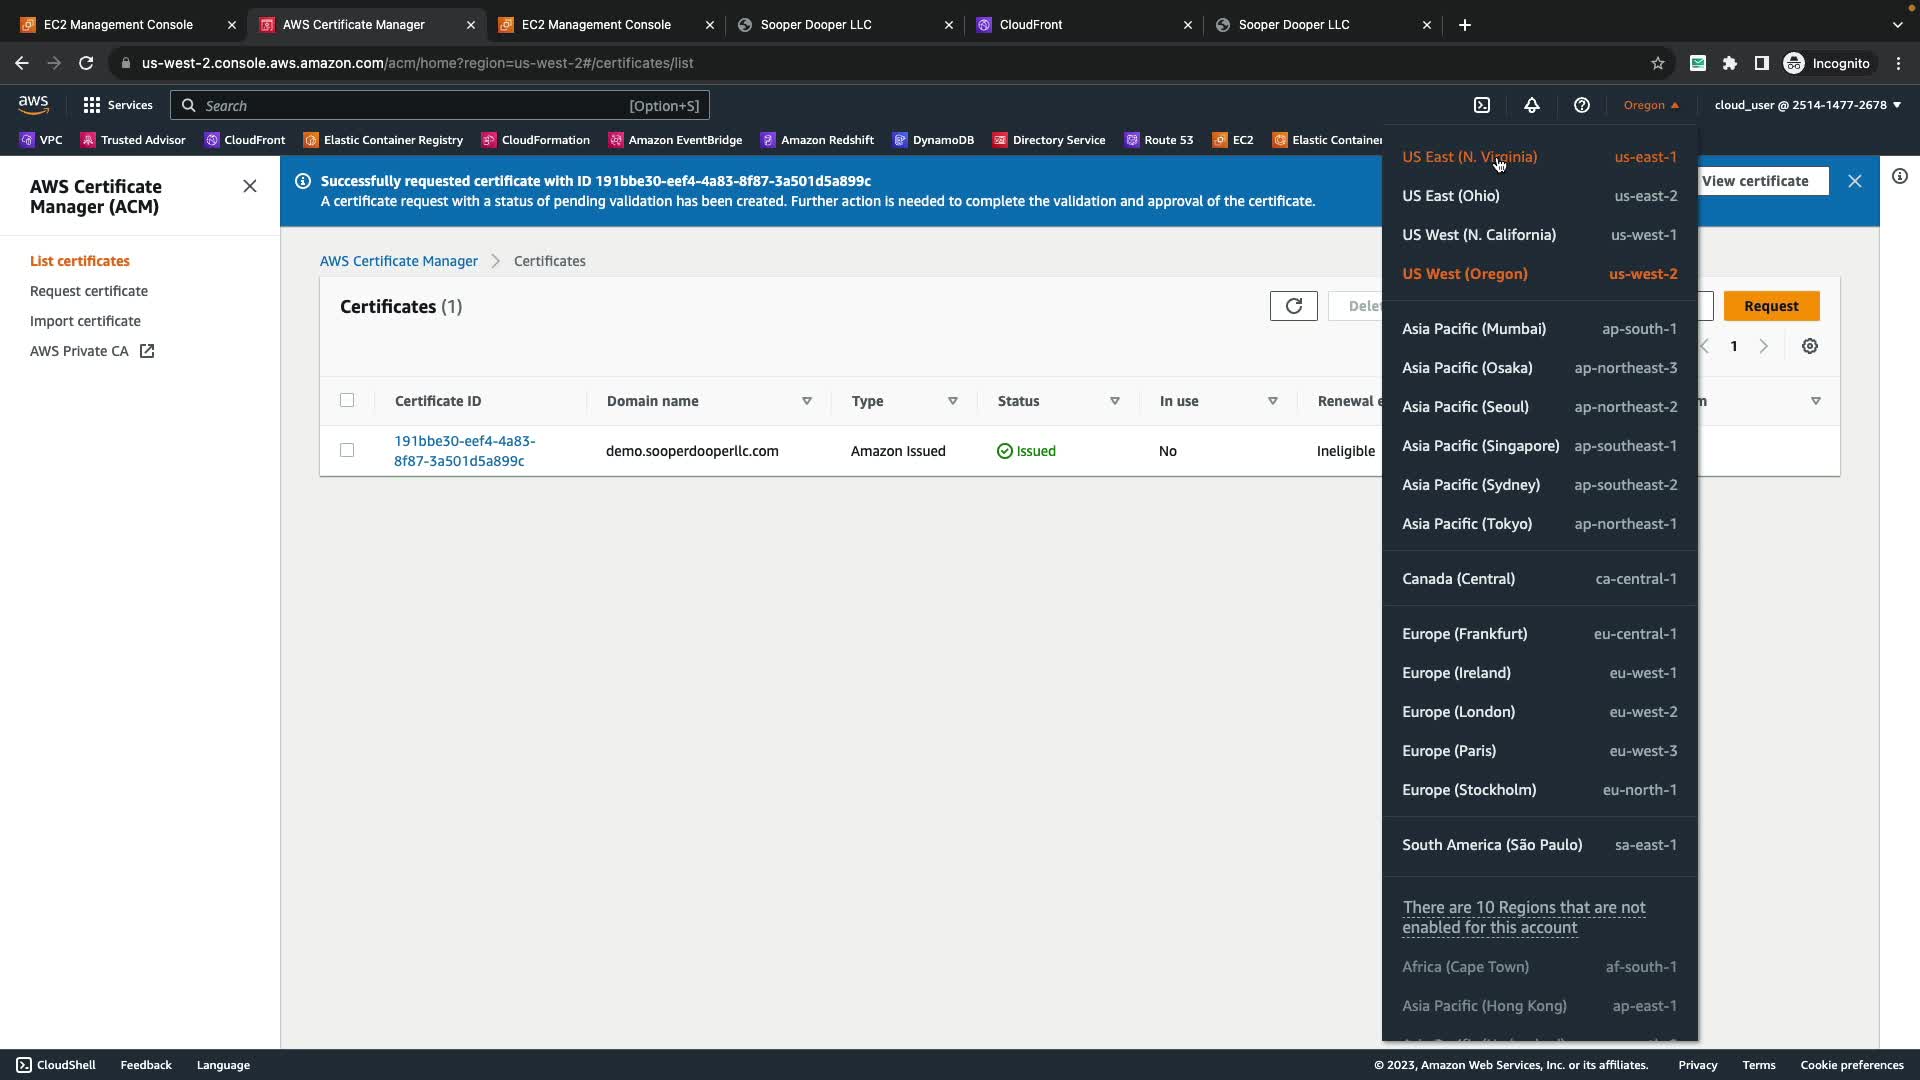 EC2 Management Console
AWS Certificate Manager
EC2 Management Console
Sooper Dooper LLC
CloudFront
Sooper Dooper LLC
us-west-2.console.aws.amazon.com/acm/home?region=us-west-2#/certificates/list
Incognito
aws
Services
Search
[Option+S]
Oregon
cloud_user @ 2514-1477-2678
VPC
Trusted Advisor
CloudFront
Elastic Container Registry
CloudFormation
Amazon EventBridge
Amazon Redshift
DynamoDB
Directory Service
Route 53
EC2
Elastic Container
AWS Certificate
Manager (ACM)
List certificates
Request certificate
Import certificate
AWS Private CA
Successfully requested certificate with ID 191bbe30-eef4-4a83-8f87-3a501d5a899c
A certificate request with a status of pending validation has been created. Further action is needed to complete the validation and approval of the certificate.
View certificate
AWS Certificate Manager
Certificates
Certificates (1)
Request
1
Certificate ID
Domain name
Type
Status
In use
Renewal
191bbe30-eef4-4a83-
8f87-3a501d5a899c
demo.sooperdooperllc.com
Amazon Issued
Issued
No
Ineligible
US East (N. Virginia) us-east-1
US East (Ohio) us-east-2
US West (N. California) us-west-1
US West (Oregon) us-west-2
Asia Pacific (Mumbai) ap-south-1
Asia Pacific (Osaka) ap-northeast-3
Asia Pacific (Seoul) ap-northeast-2
Asia Pacific (Singapore) ap-southeast-1
Asia Pacific (Sydney) ap-southeast-2
Asia Pacific (Tokyo) ap-northeast-1
Canada (Central) ca-central-1
Europe (Frankfurt) eu-central-1
Europe (Ireland) eu-west-1
Europe (London) eu-west-2
Europe (Paris) eu-west-3
Europe (Stockholm) eu-north-1
South America (São Paulo) sa-east-1
There are 10 Regions that are not
enabled for this account
Africa (Cape Town) af-south-1
Asia Pacific (Hong Kong) ap-east-1
CloudShell
Feedback
Language
© 2023, Amazon Web Services, Inc. or its affiliates.
Privacy
Terms
Cookie preferences